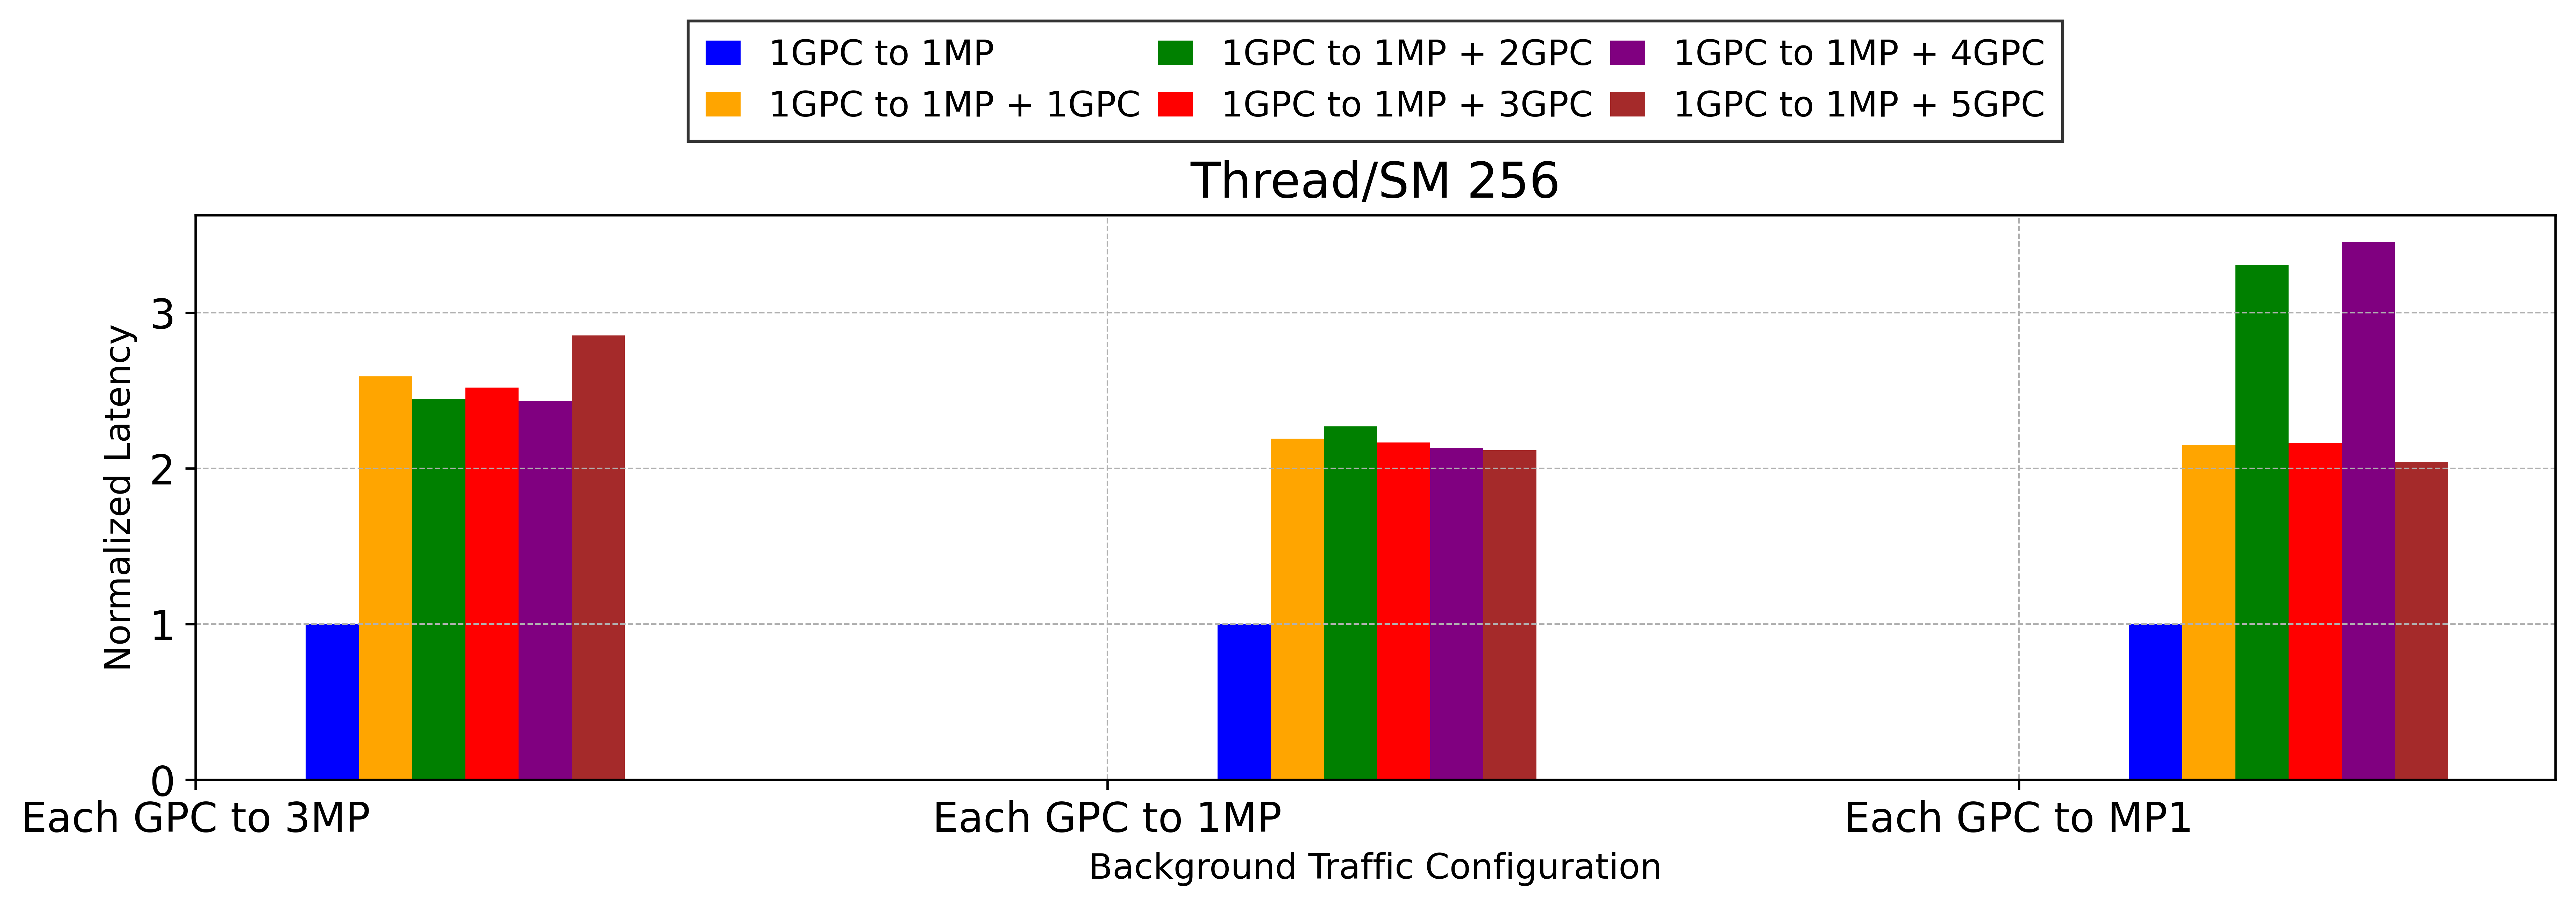 1GPC to 1MP
1GPC to 1MP + 1GPC
1GPC to 1MP + 2GPC
1GPC to 1MP + 3GPC
1GPC to 1MP + 4GPC
1GPC to 1MP + 5GPC
Thread/SM 256
Normalized Latency
3
2
1
0
Each GPC to 3MP
Each GPC to 1MP
Each GPC to MP1
Background Traffic Configuration